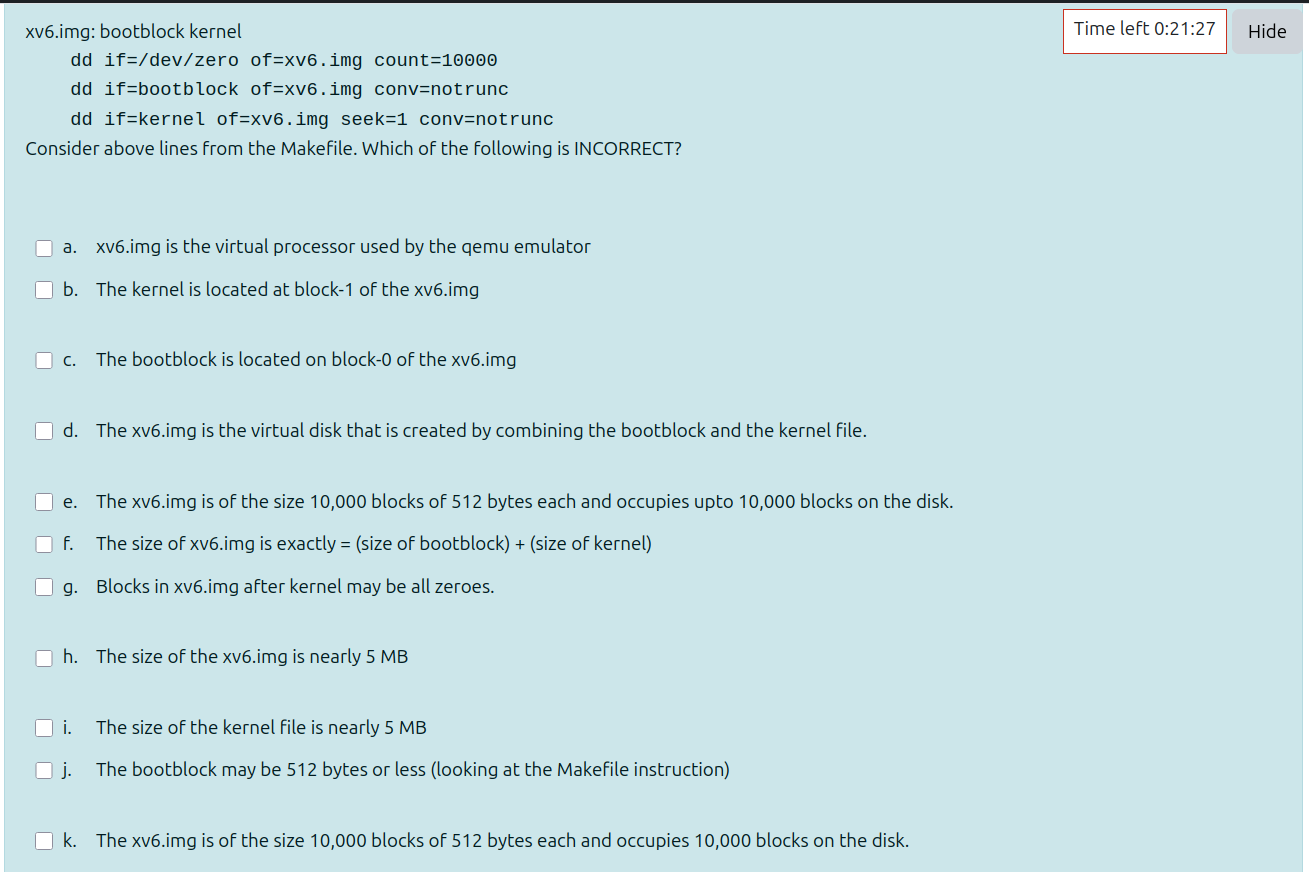 xv6.img: bootblock kernel
Time left 0:21:27
Hide
dd if=/dev/zero of=xv6.img count=10000
dd if=bootblock of=xv6.img conv=notrunc
dd if=kernel of=xv6.img seek=1 conv=notrunc
Consider above lines from the Makefile. Which of the following is INCORRECT?
a. xv6.img is the virtual processor used by the qemu emulator
b. The kernel is located at block-1 of the xv6.img
c. The bootblock is located on block-0 of the xv6.img
d. The xv6.img is the virtual disk that is created by combining the bootblock and the kernel file.
e. The xv6.img is of the size 10,000 blocks of 512 bytes each and occupies upto 10,000 blocks on the disk.
f. The size of xv6.img is exactly = (size of bootblock) + (size of kernel)
g. Blocks in xv6.img after kernel may be all zeroes.
h. The size of the xv6.img is nearly 5 MB
i. The size of the kernel file is nearly 5 MB
j. The bootblock may be 512 bytes or less (looking at the Makefile instruction)
k. The xv6.img is of the size 10,000 blocks of 512 bytes each and occupies 10,000 blocks on the disk.